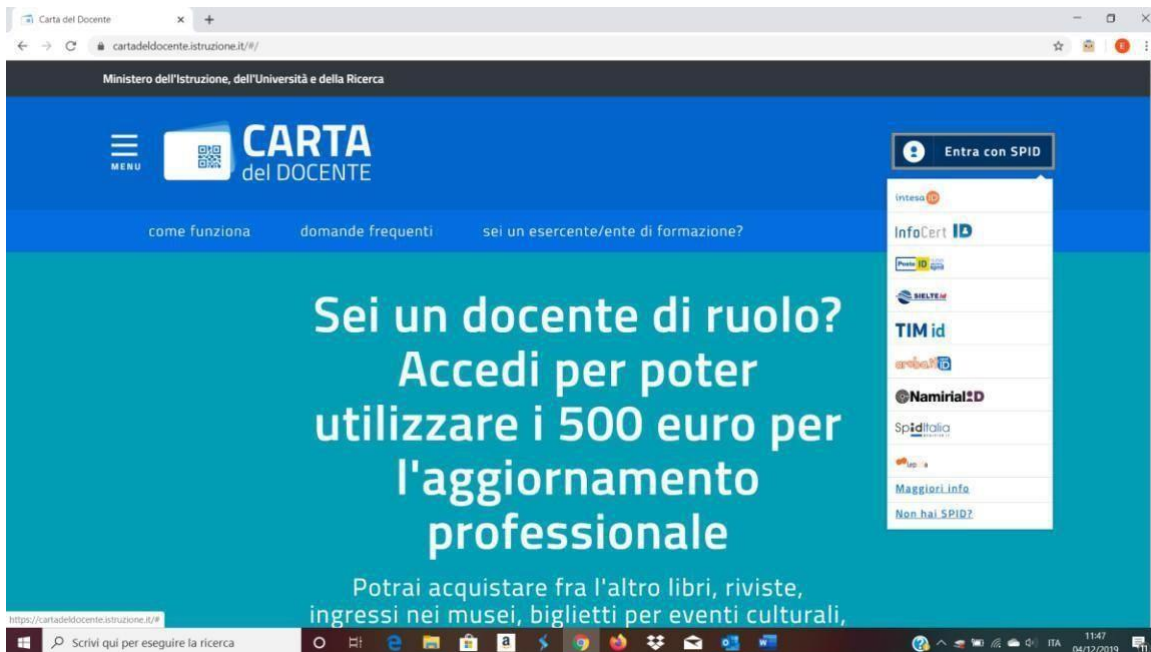 Carta del Docente
cartadeldocente.istruzione.it/#/
E
Ministero dell'Istruzione, dell'Università e della Ricerca
MENU
CARTA
del DOCENTE
Entra con SPID
come funziona
domande frequenti
sei un esercente/ente di formazione?
intesa ID
InfoCert ID
Poste ID
SIELTE
TIM id
aruba.it ID
Namirial ID
SpidItalia
Maggiori info
Non hai SPID?
Sei un docente di ruolo?
Accedi per poter
utilizzare i 500 euro per
l'aggiornamento
professionale
Potrai acquistare fra l'altro libri, riviste,
ingressi nei musei, biglietti per eventi culturali,
https://cartadeldocente.istruzione.it/#
Scrivi qui per eseguire la ricerca
ITA
11:47
04/12/2019